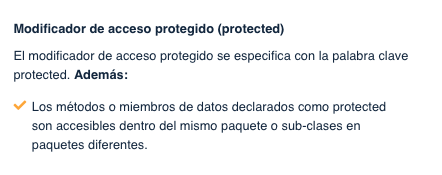 Modificador de acceso protegido (protected)
El modificador de acceso protegido se especifica con la palabra clave
protected. Además:
Los métodos o miembros de datos declarados como protected
son accesibles dentro del mismo paquete o sub-clases en
paquetes diferentes.